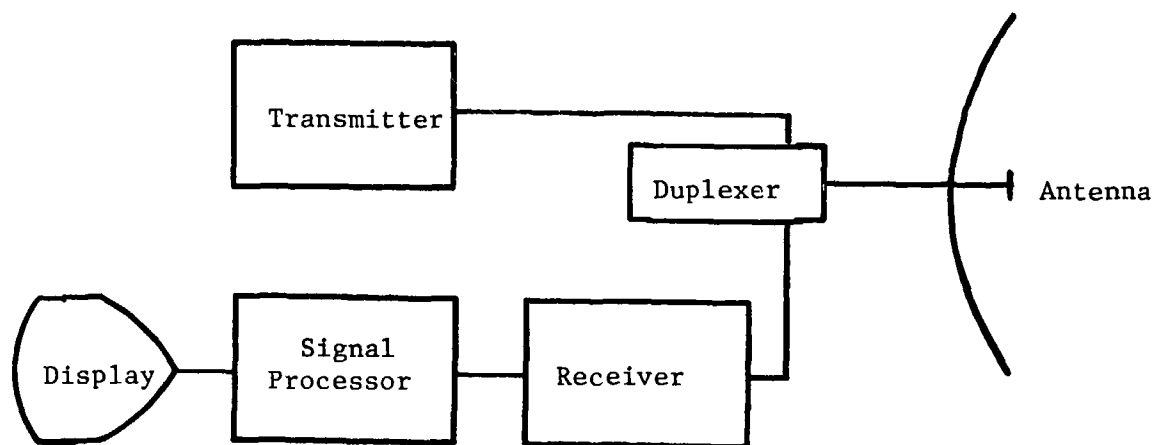 Transmitter
Duplexer
Antenna
Display
Signal
Processor
Receiver